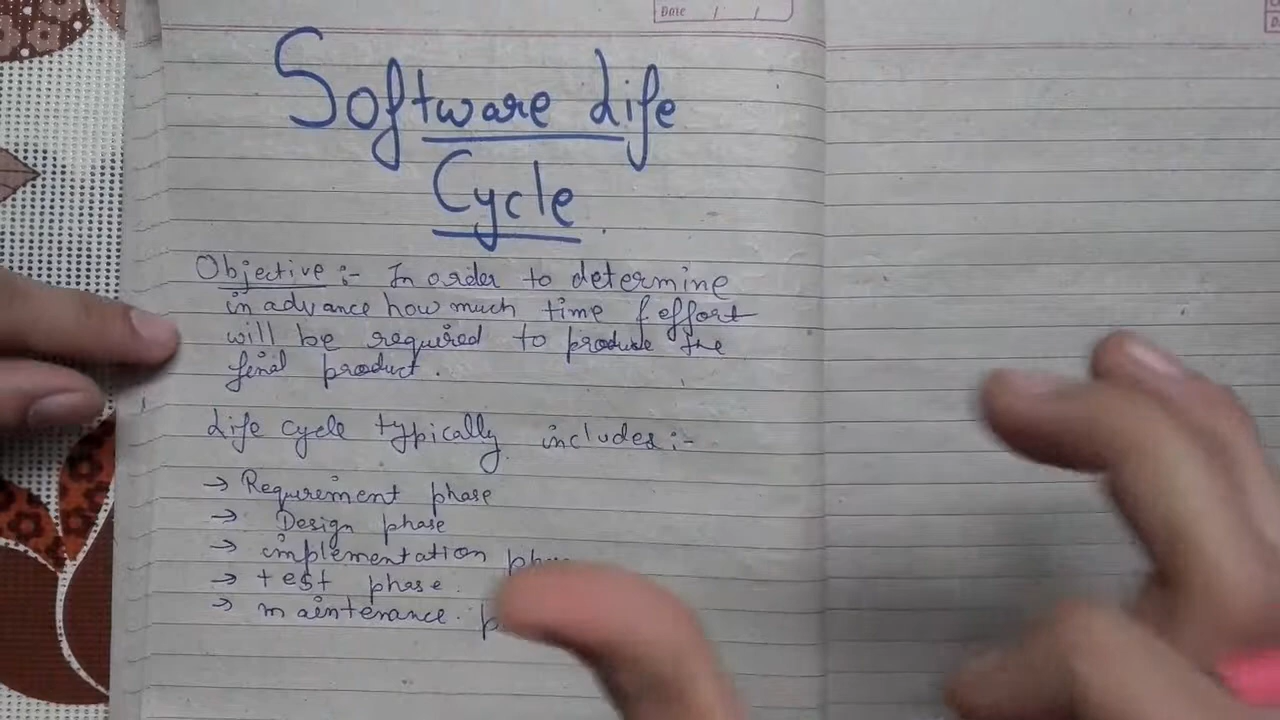 Date / /
Software Life
Cycle
Objective :- In order to determine
in advance how much time & effort
will be required to produce the
final product.
Life cycle typically includes :-
→ Requrement phase
→ Design phase
→ implementation
→ test phase.
→ maintenance.